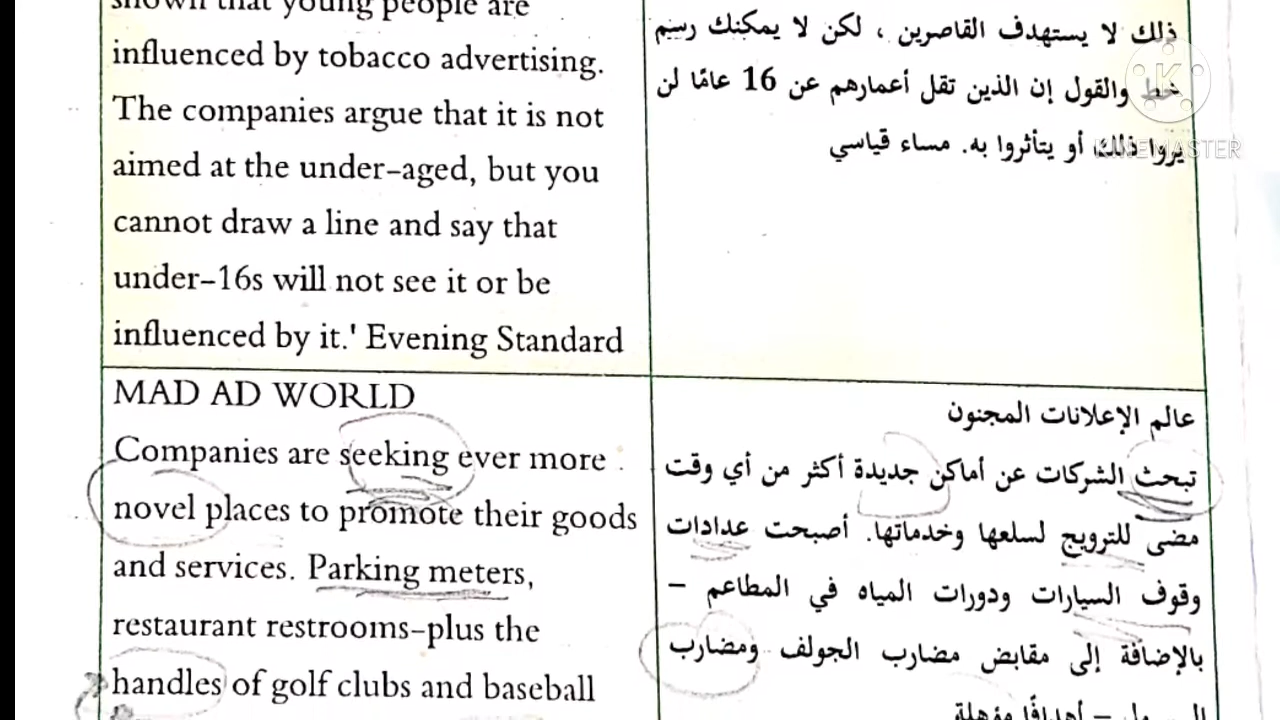 shown that young people are
influenced by tobacco advertising.
The companies argue that it is not
aimed at the under-aged, but you
cannot draw a line and say that
under-16s will not see it or be
influenced by it.' Evening Standard
ذلك لا يستهدف القاصرين ، لكن لا يمكنك رسم
خط والقول إن الذين تقل أعمارهم عن 16 عامًا لن
يروا ذلك أو يتأثروا به. مساء قياسي
K
KINEMASTER
MAD AD WORLD
Companies are seeking ever more
novel places to promote their goods
and services. Parking meters,
restaurant restrooms-plus the
handles of golf clubs and baseball
عالم الإعلانات المجنون
تبحث الشركات عن أماكن جديدة أكثر من أي وقت
مضى للترويج لسلعها وخدماتها. أصبحت عدادات
وقوف السيارات ودورات المياه في المطاعم –
بالإضافة إلى مقابض مضارب الجولف ومضارب
– أهدافًا مؤهلة